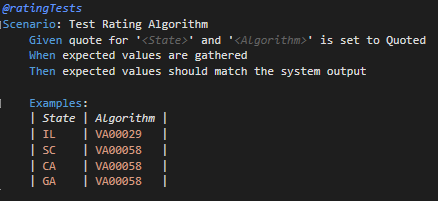 @ratingTests
Scenario: Test Rating Algorithm
Given quote for '<State>' and '<Algorithm>' is set to Quoted
When expected values are gathered
Then expected values should match the system output
Examples:
| State | Algorithm |
| IL | VA00029 |
| SC | VA00058 |
| CA | VA00058 |
| GA | VA00058 |